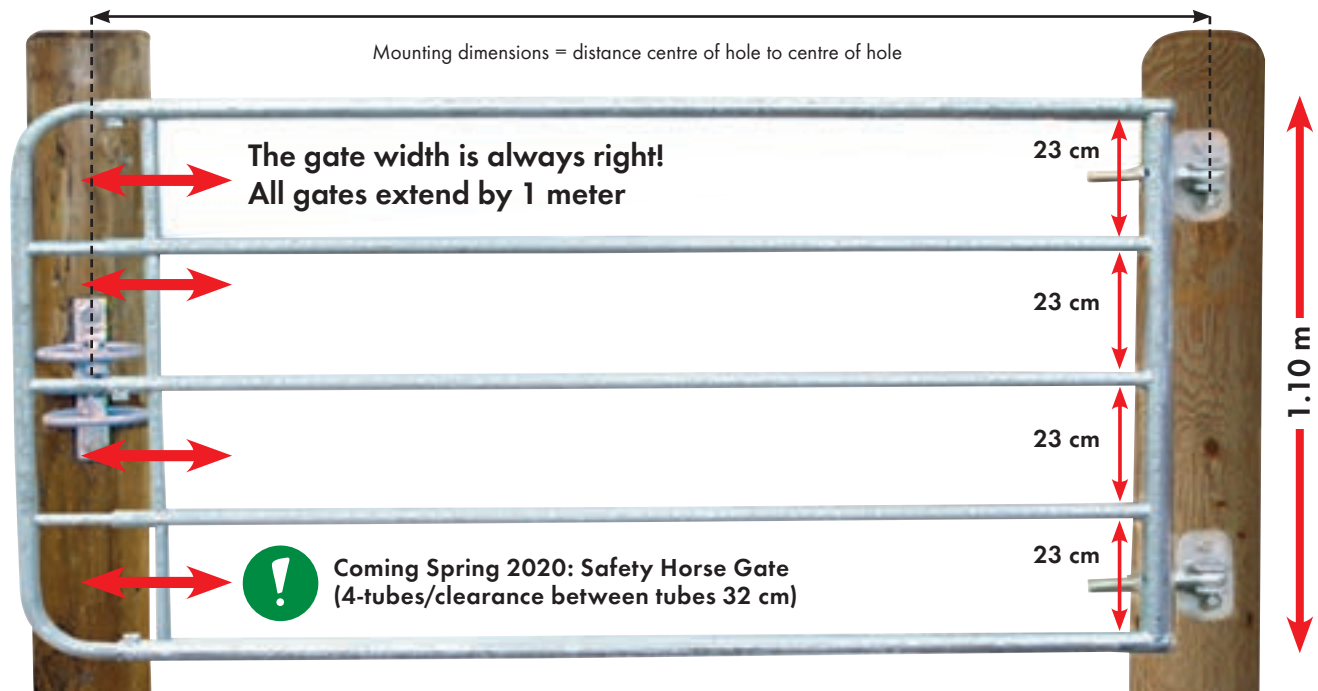 Mounting dimensions = distance centre of hole to centre of hole
The gate width is always right!
All gates extend by 1 meter
23 cm
23 cm
23 cm
23 cm
1.10 m
Coming Spring 2020: Safety Horse Gate
(4-tubes/clearance between tubes 32 cm)